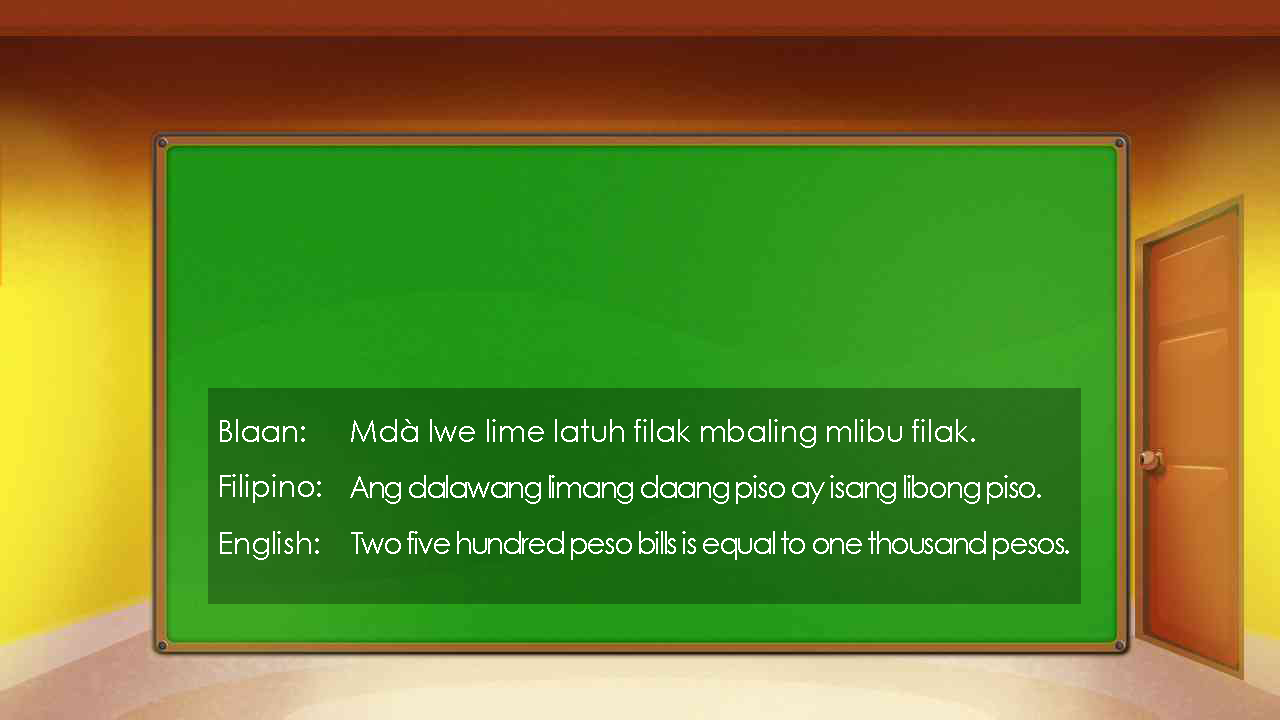 Blaan: Mdà lwe lime latuh filak mbaling mlibu filak.
Filipino: Ang dalawang limang daang piso ay isang libong piso.
English: Two five hundred peso bills is equal to one thousand pesos.